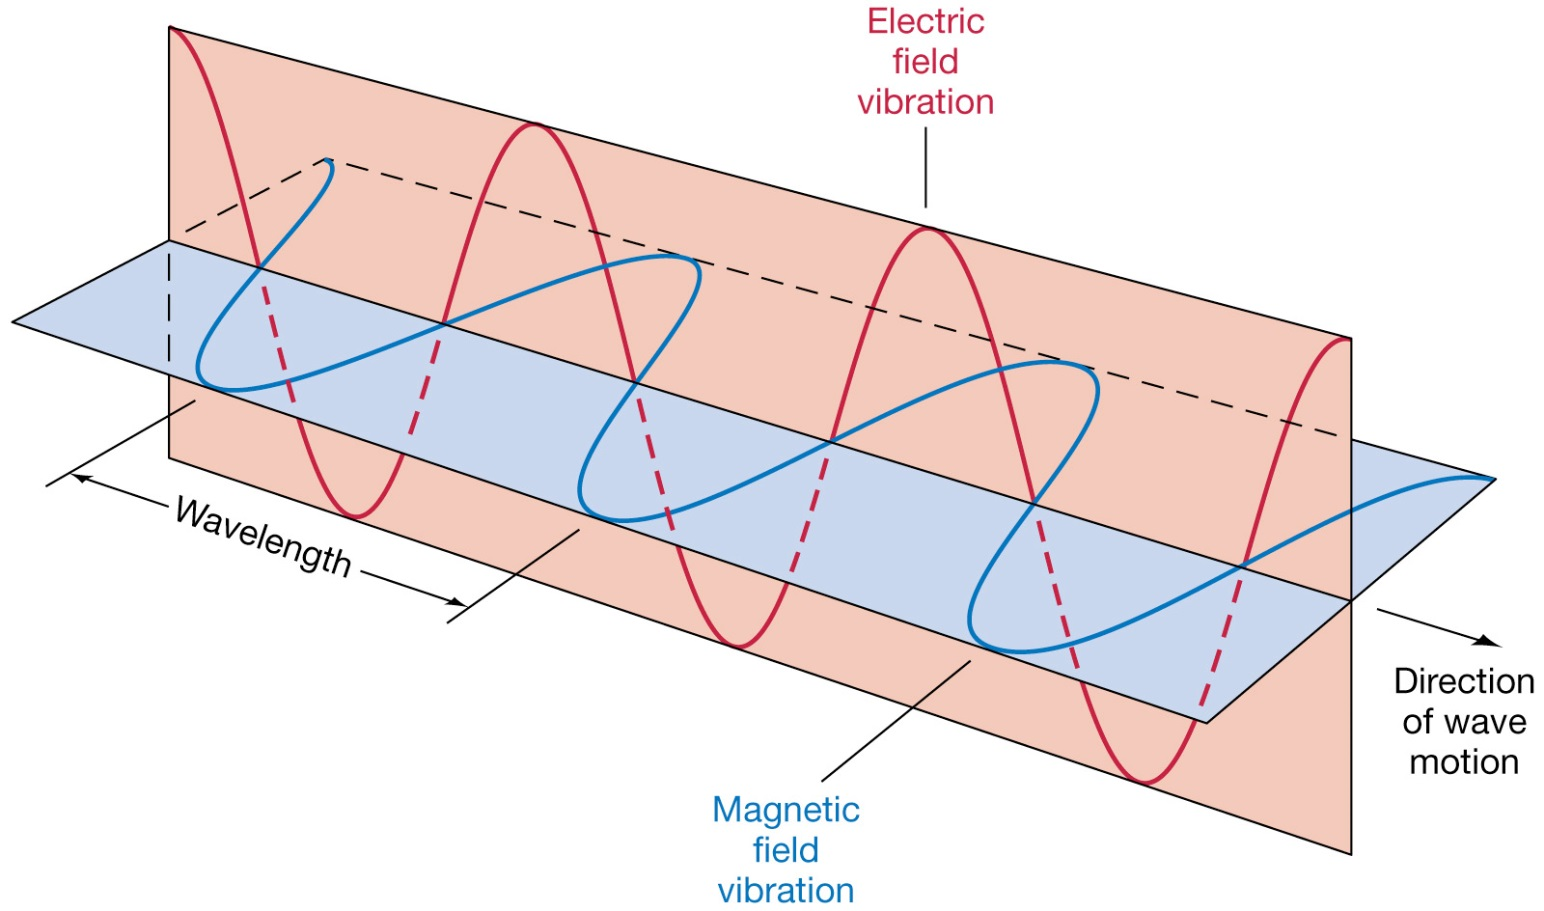 Electric
field
vibration
Wavelength
Direction
of wave
motion
Magnetic
field
vibration